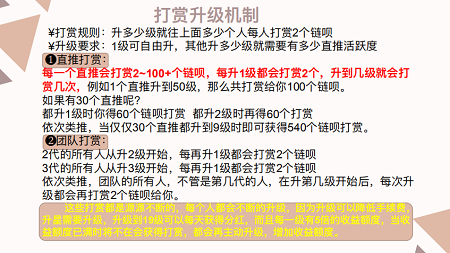 打赏升级机制
¥打赏规则：升多少级就往上面多少个人每人打赏2个链呗
¥升级要求：1级可自由升，其他升多少级就需要有多少直推活跃度
❶直推打赏：
每一个直推会打赏2~100+个链呗，每升1级都会打赏2个，升到几级就会打
赏几次，例如1个直推升到50级，那么共打赏给你100个链呗。
如果有30个直推呢？
都升1级时你得60个链呗打赏 都升2级时再得60个打赏
依次类推，当仅仅30个直推都升到9级时即可获得540个链呗打赏。
❷团队打赏：
2代的所有人从升2级开始，每再升1级都会打赏2个链呗
3代的所有人从升3级开始，每再升1级都会打赏2个链呗
依次类推，团队的所有人，不管是第几代的人，在升第几级开始后，每次升
级都会再打赏2个链呗给你。
这些打赏都是源源不断的，每个人都会不断的升级，因为升级可以降低手续费，
升星需要升级，升级到19级可以每天获得分红，而且每一级有5倍的收益额度，当收
益额度已满时将不在会获得打赏，都会再主动升级，增加收益额度。